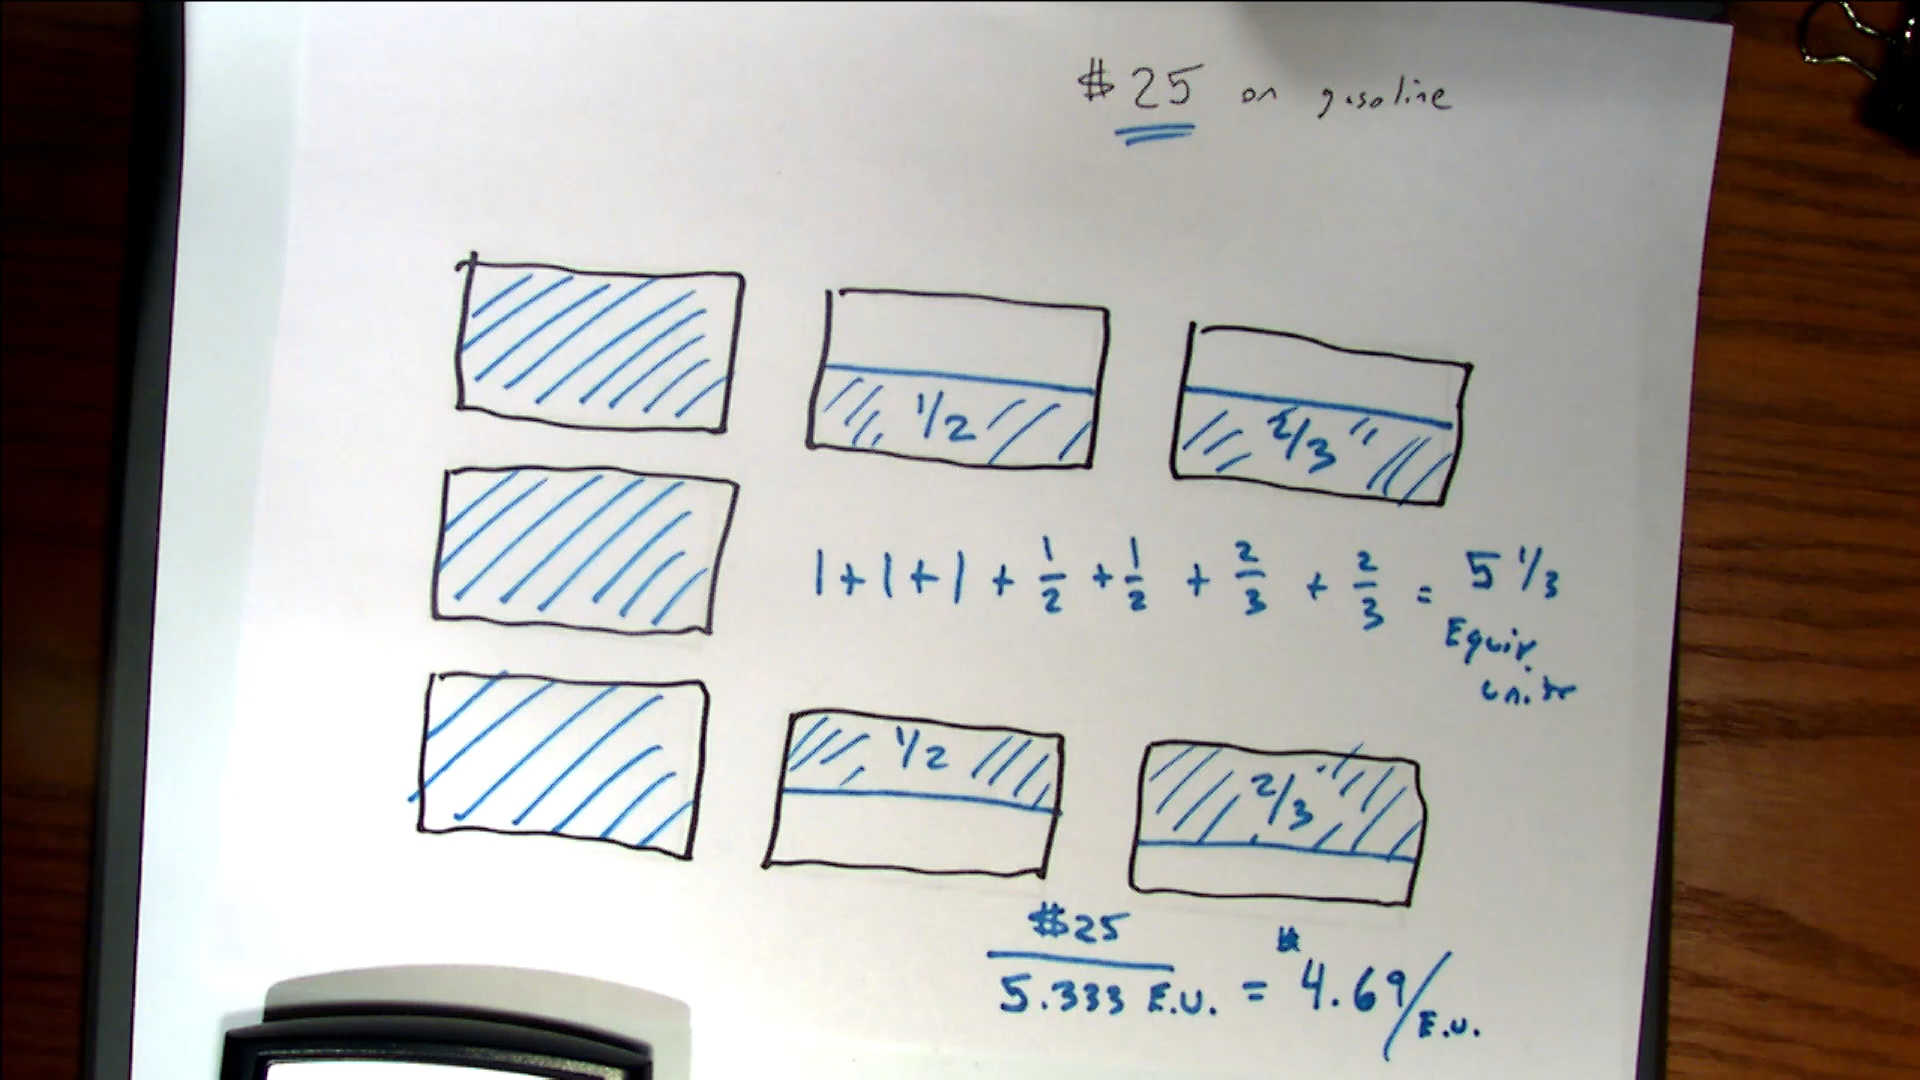 $25 on gasoline
1/2
2/3
1 + 1 + 1 + 1/2 + 1/2 + 2/3 + 2/3 = 5 1/3
Equiv.
units
1/2
2/3
$25
5.333 E.U. = $4.69/E.U.